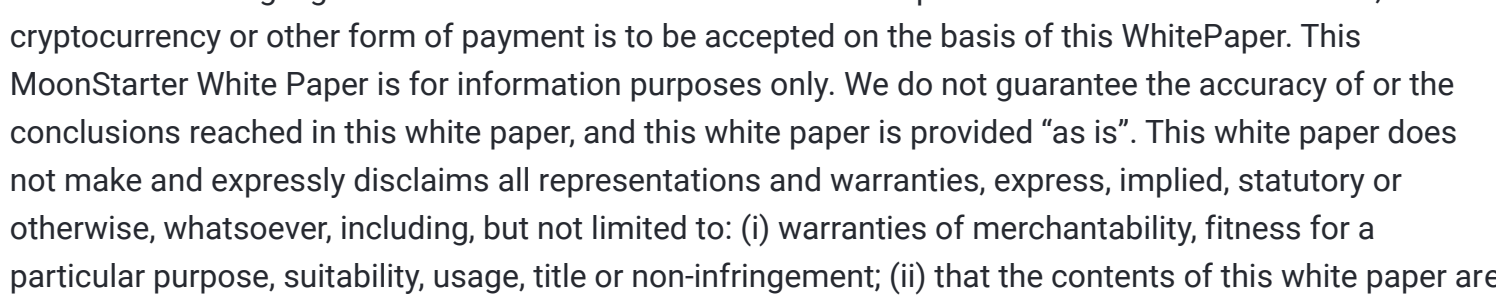 cryptocurrency or other form of payment is to be accepted on the basis of this WhitePaper. This
MoonStarter White Paper is for information purposes only. We do not guarantee the accuracy of or the
conclusions reached in this white paper, and this white paper is provided “as is”. This white paper does
not make and expressly disclaims all representations and warranties, express, implied, statutory or
otherwise, whatsoever, including, but not limited to: (i) warranties of merchantability, fitness for a
particular purpose, suitability, usage, title or non-infringement; (ii) that the contents of this white paper are